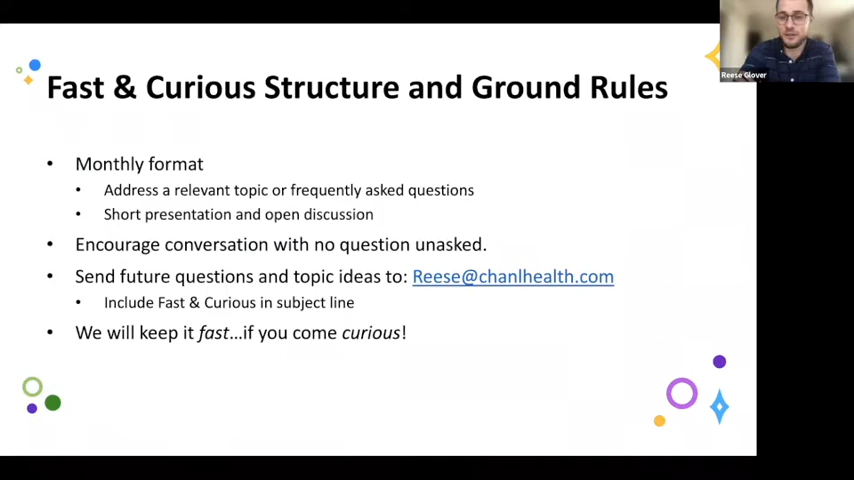 Fast & Curious Structure and Ground Rules
• Monthly format
• Address a relevant topic or frequently asked questions
• Short presentation and open discussion
• Encourage conversation with no question unasked.
• Send future questions and topic ideas to: Reese@chanlhealth.com
• Include Fast & Curious in subject line
• We will keep it fast…if you come curious!
Reese Glover